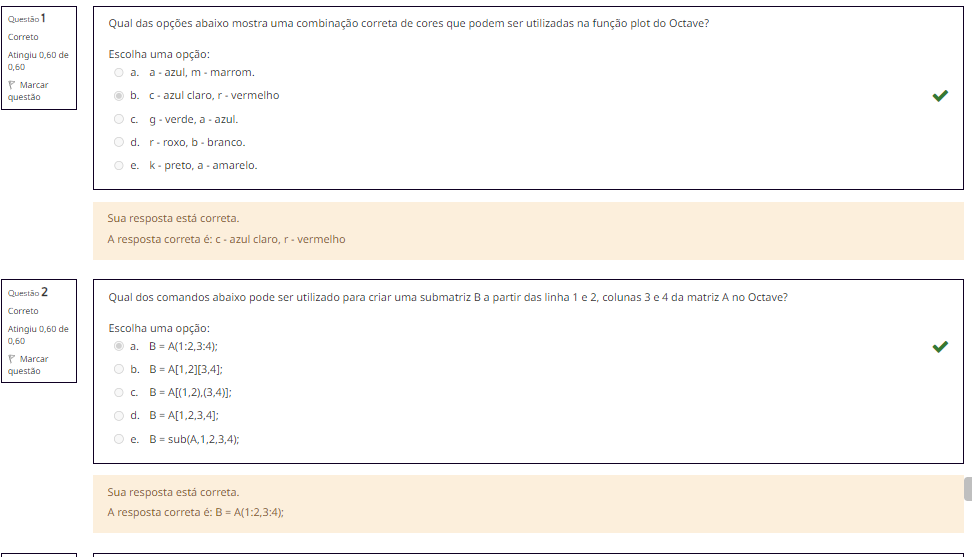 Questão 1
Correto
Atingiu 0,60 de
0,60
Marcar
questão
Qual das opções abaixo mostra uma combinação correta de cores que podem ser utilizadas na função plot do Octave?
Escolha uma opção:
a. a - azul, m - marrom.
b. c - azul claro, r - vermelho
c. g - verde, a - azul.
d. r - roxo, b - branco.
e. k - preto, a - amarelo.
Sua resposta está correta.
A resposta correta é: c - azul claro, r - vermelho
Questão 2
Correto
Atingiu 0,60 de
0,60
Marcar
questão
Qual dos comandos abaixo pode ser utilizado para criar uma submatriz B a partir das linha 1 e 2, colunas 3 e 4 da matriz A no Octave?
Escolha uma opção:
a. B = A(1:2,3:4);
b. B = A[1,2][3,4];
c. B = A[(1,2),(3,4)];
d. B = A[1,2,3,4];
e. B = sub(A,1,2,3,4);
Sua resposta está correta.
A resposta correta é: B = A(1:2,3:4);